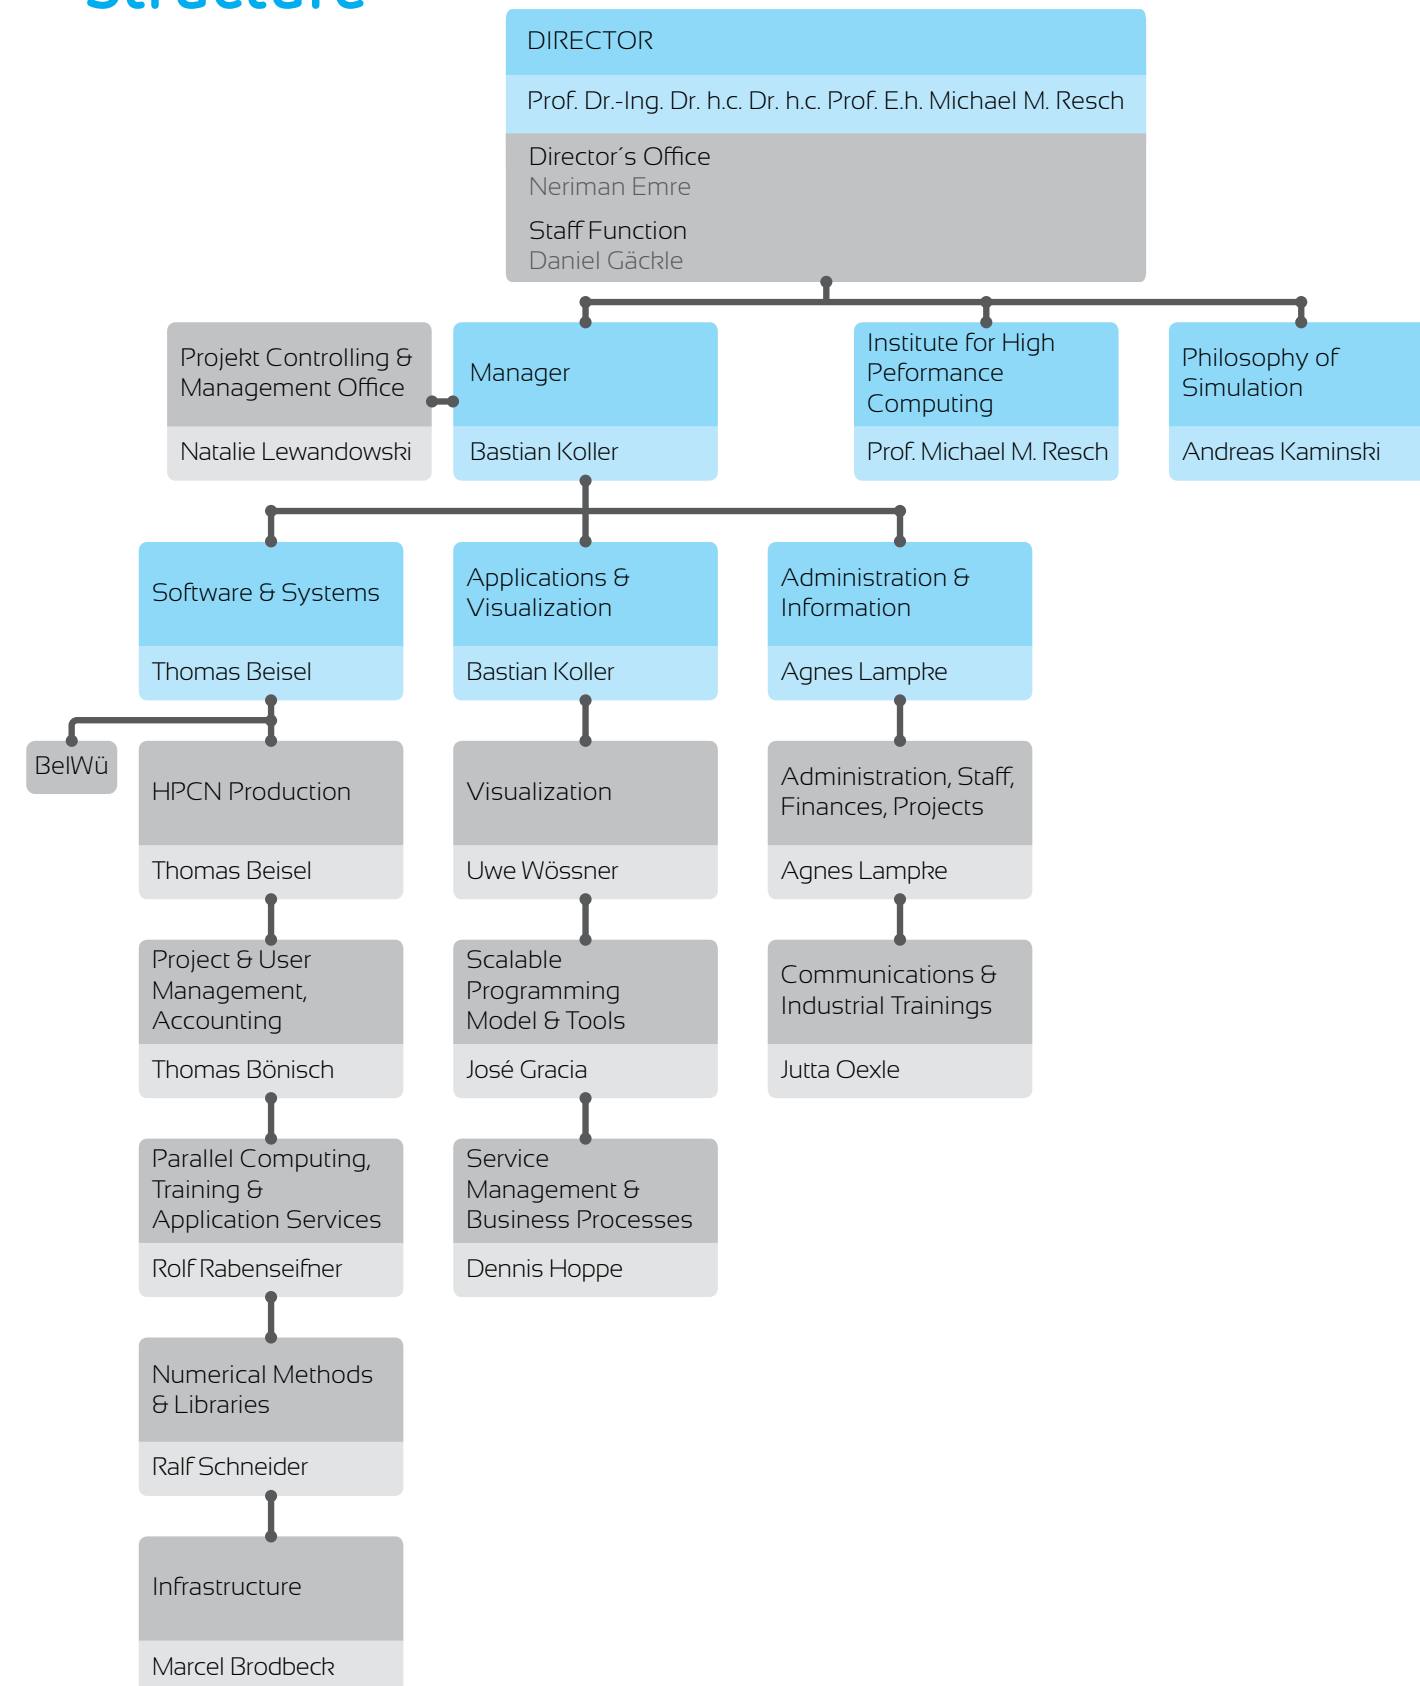 Structure
DIRECTOR
Prof. Dr.-Ing. Dr. h.c. Dr. h.c. Prof. E.h. Michael M. Resch
Director´s Office
Neriman Emre
Staff Function
Daniel Gäckle
Projekt Controlling &
Management Office
Natalie Lewandowski
Manager
Bastian Koller
Institute for High
Peformance
Computing
Prof. Michael M. Resch
Philosophy of
Simulation
Andreas Kaminski
Software & Systems
Thomas Beisel
Applications &
Visualization
Bastian Koller
Administration &
Information
Agnes Lampke
BelWü
HPCN Production
Thomas Beisel
Visualization
Uwe Wössner
Administration, Staff,
Finances, Projects
Agnes Lampke
Project & User
Management,
Accounting
Thomas Bönisch
Scalable
Programming
Model & Tools
José Gracia
Communications &
Industrial Trainings
Jutta Oexle
Parallel Computing,
Training &
Application Services
Rolf Rabenseifner
Service
Management &
Business Processes
Dennis Hoppe
Numerical Methods
& Libraries
Ralf Schneider
Infrastructure
Marcel Brodbeck